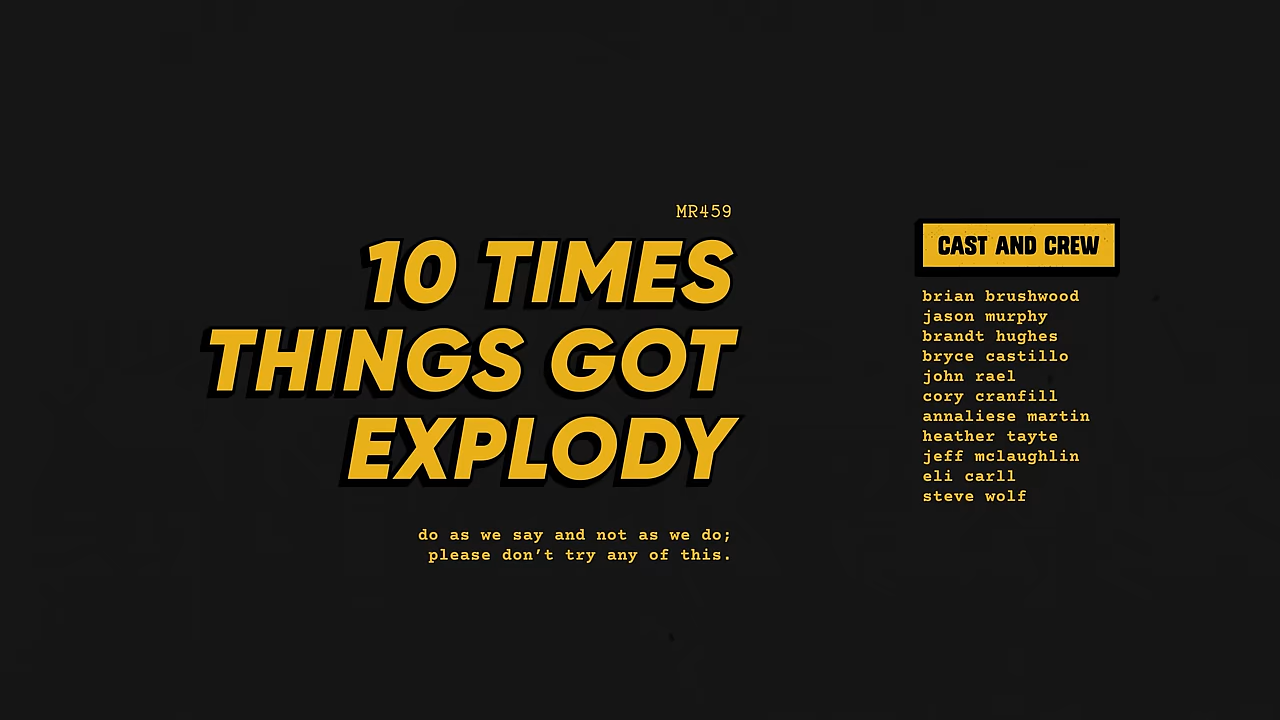 MR459
10 TIMES
THINGS GOT
EXPLODY
do as we say and not as we do;
please don’t try any of this.
CAST AND CREW
brian brushwood
jason murphy
brandt hughes
bryce castillo
john rael
cory cranfill
annaliese martin
heather tayte
jeff mclaughlin
eli carll
steve wolf